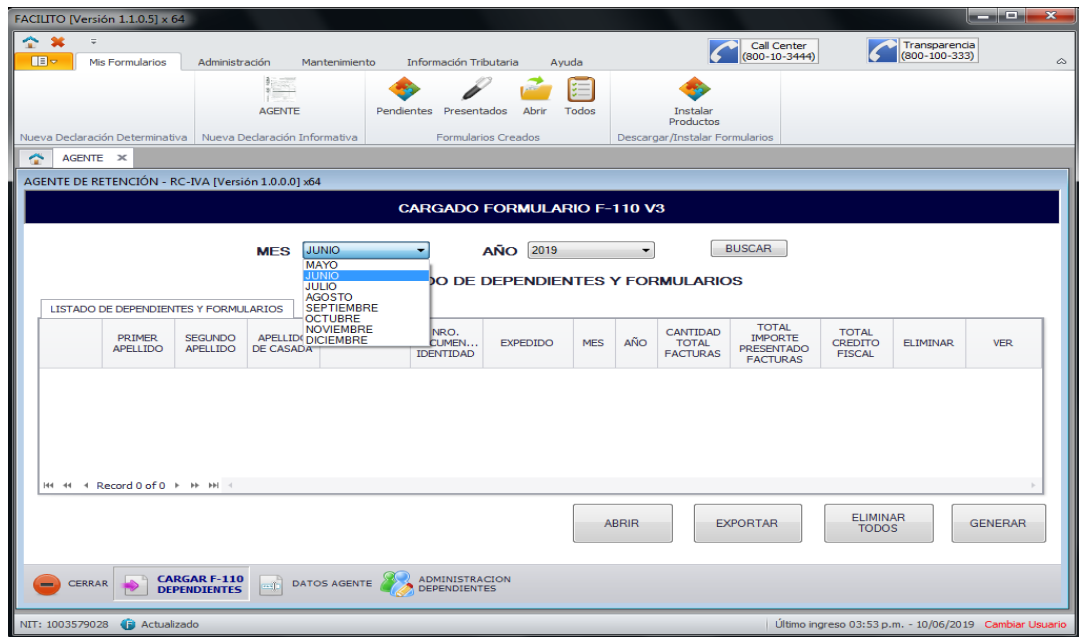 FACILITO [Versión 1.1.0.5] x 64
Mis Formularios Administración Mantenimiento Información Tributaria Ayuda
Call Center
(800-10-3444)
Transparencia
(800-100-333)
AGENTE
Pendientes Presentados Abrir Todos
Instalar
Productos
Nueva Declaración Determinativa Nueva Declaración Informativa Formularios Creados Descargar/Instalar Formularios
AGENTE
AGENTE DE RETENCIÓN - RC-IVA [Versión 1.0.0.0] x64
CARGADO FORMULARIO F-110 V3
MES JUNIO AÑO 2019 BUSCAR
MAYO
JUNIO
JULIO
AGOSTO
SEPTIEMBRE
OCTUBRE
NOVIEMBRE
DICIEMBRE
DO DE DEPENDIENTES Y FORMULARIOS
LISTADO DE DEPENDIENTES Y FORMULARIOS
PRIMER
APELLIDO
SEGUNDO
APELLIDO
APELLIDO
DE CASADA
NRO.
CUMEN...
IDENTIDAD
EXPEDIDO
MES
AÑO
CANTIDAD
TOTAL
FACTURAS
TOTAL
IMPORTE
PRESENTADO
FACTURAS
TOTAL
CREDITO
FISCAL
ELIMINAR
VER
Record 0 of 0
ABRIR
EXPORTAR
ELIMINAR
TODOS
GENERAR
CERRAR
CARGAR F-110
DEPENDIENTES
DATOS AGENTE
ADMINISTRACION
DEPENDIENTES
NIT: 1003579028 Actualizado Último ingreso 03:53 p.m. - 10/06/2019 Cambiar Usuario